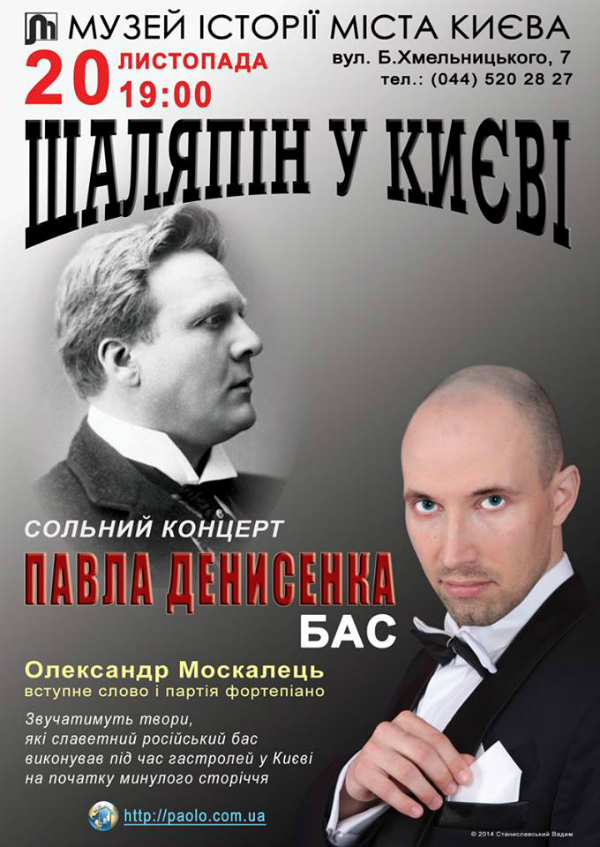 МУЗЕЙ ІСТОРІЇ МІСТА КИЄВА
20 ЛИСТОПАДА
19:00
вул. Б.Хмельницького, 7
тел.: (044) 520 28 27
ШАЛЯПІН У КИЄВІ
СОЛЬНИЙ КОНЦЕРТ
ПАВЛА ДЕНИСЕНКА
БАС
Олександр Москалець
вступне слово і партія фортепіано
Звучатимуть твори,
які славетний російський бас
виконував під час гастролей у Києві
на початку минулого сторіччя
http://paolo.com.ua
© 2014 Станиславський Вадим